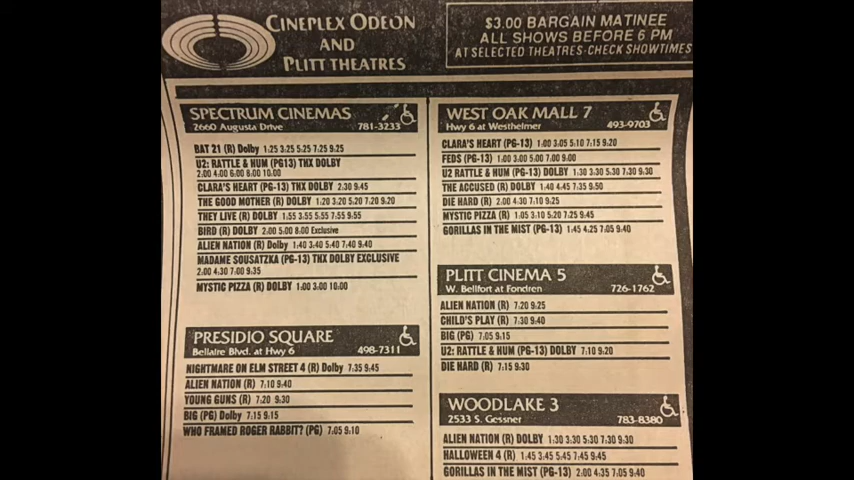 CINEPLEX ODEON
AND
PLITT THEATRES
$3.00 BARGAIN MATINEE
ALL SHOWS BEFORE 6 PM
AT SELECTED THEATRES-CHECK SHOWTIMES
SPECTRUM CINEMAS
2660 Augusta Drive 781-3233
BAT 21 (R) Dolby 1:25 3:25 5:25 7:25 9:25
U2: RATTLE & HUM (PG13) THX DOLBY
2:00 4:00 6:00 8:00 10:00
CLARA'S HEART (PG-13) THX DOLBY 2:30 9:45
THE GOOD MOTHER (R) DOLBY 1:20 3:20 5:20 7:20 9:20
THEY LIVE (R) DOLBY 1:55 3:55 5:55 7:55 9:55
BIRD (R) DOLBY 2:00 5:00 8:00 Exclusive
ALIEN NATION (R) Dolby 1:40 3:40 5:40 7:40 9:40
MADAME SOUSATZKA (PG-13) THX DOLBY EXCLUSIVE
2:00 4:30 7:00 9:35
MYSTIC PIZZA (R) DOLBY 1:00 3:00 10:00
PRESIDIO SQUARE
Bellaire Blvd. at Hwy 6 498-7311
NIGHTMARE ON ELM STREET 4 (R) Dolby 7:35 9:45
ALIEN NATION (R) 7:10 9:40
YOUNG GUNS (R) 7:20 9:30
BIG (PG) Dolby 7:15 9:15
WHO FRAMED ROGER RABBIT? (PG) 7:05 9:10
WEST OAK MALL 7
Hwy 6 at Westheimer 493-9703
CLARA'S HEART (PG-13) 1:00 3:05 5:10 7:15 9:20
FEDS (PG-13) 1:00 3:00 5:00 7:00 9:00
U2 RATTLE & HUM (PG-13) DOLBY 1:30 3:30 5:30 7:30 9:30
THE ACCUSED (R) DOLBY 1:40 4:45 7:35 9:50
DIE HARD (R) 2:00 4:30 7:10 9:25
MYSTIC PIZZA (R) 1:05 3:10 5:20 7:25 9:45
GORILLAS IN THE MIST (PG-13) 1:45 4:25 7:05 9:40
PLITT CINEMA 5
W. Bellfort at Fondren 726-1762
ALIEN NATION (R) 7:20 9:25
CHILD'S PLAY (R) 7:30 9:40
BIG (PG) 7:05 9:15
U2: RATTLE & HUM (PG-13) DOLBY 7:10 9:20
DIE HARD (R) 7:15 9:30
WOODLAKE 3
2533 S. Gessner 783-8380
ALIEN NATION (R) DOLBY 1:30 3:30 5:30 7:30 9:30
HALLOWEEN 4 (R) 1:45 3:45 5:45 7:45 9:45
GORILLAS IN THE MIST (PG-13) 2:00 4:35 7:05 9:40